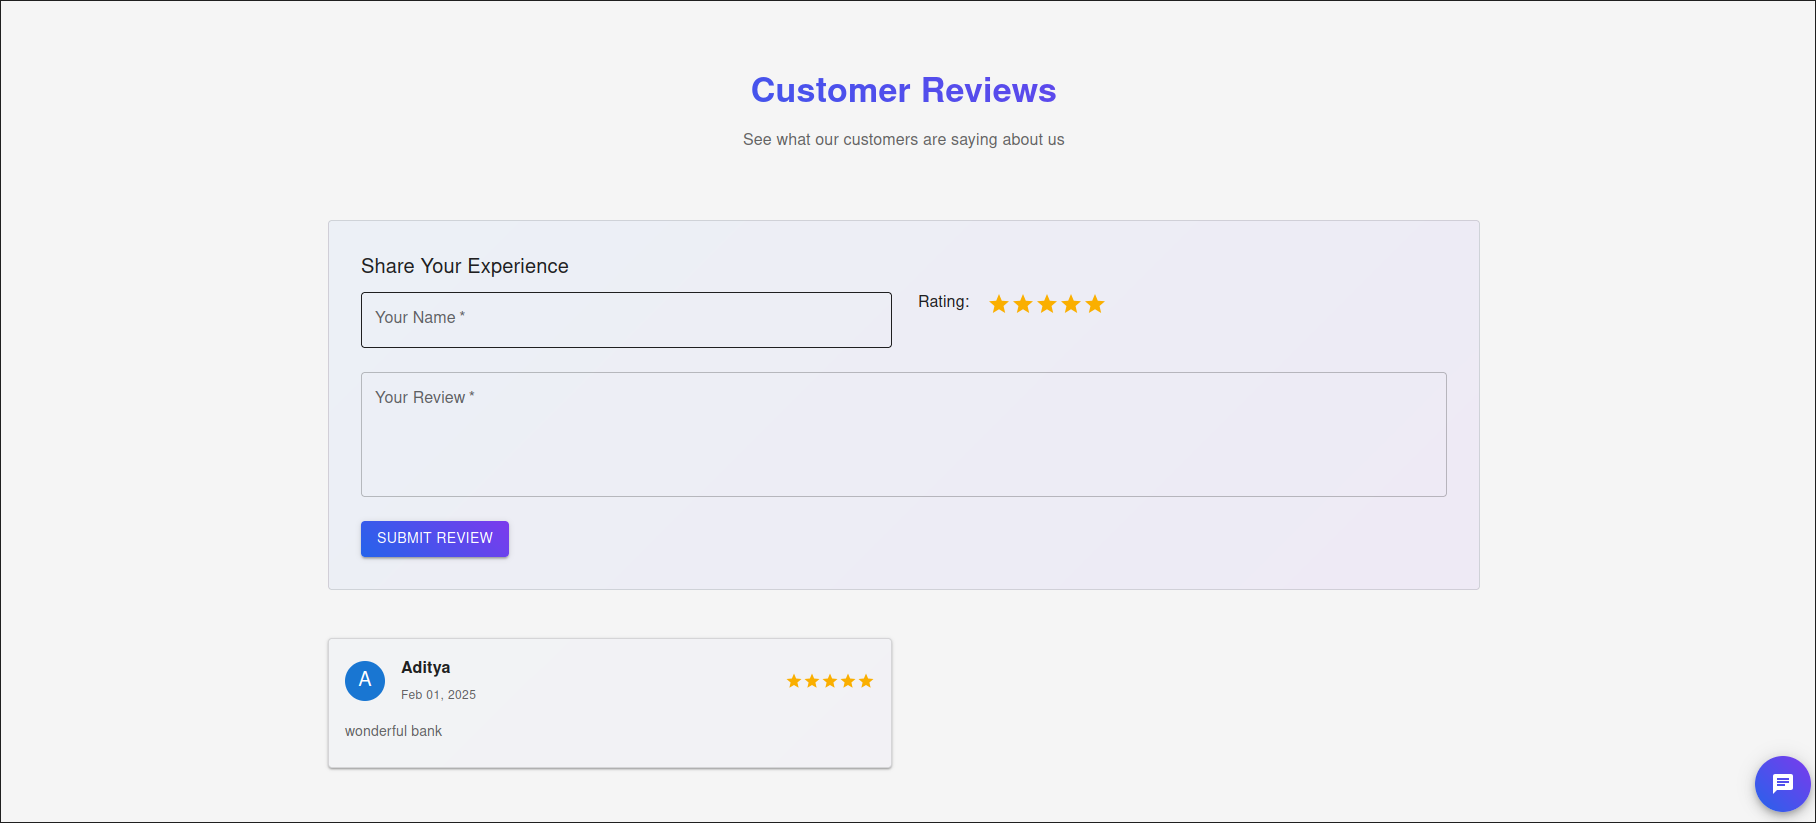 Customer Reviews
See what our customers are saying about us
Share Your Experience
Your Name *
Rating:
Your Review *
SUBMIT REVIEW
A
Aditya
Feb 01, 2025
wonderful bank